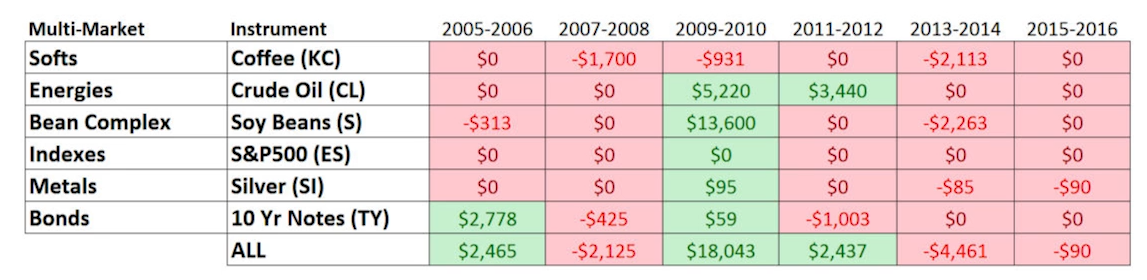 Multi-Market Instrument 2005-2006 2007-2008 2009-2010 2011-2012 2013-2014 2015-2016
Softs Coffee (KC) $0 -$1,700 -$931 $0 -$2,113 $0
Energies Crude Oil (CL) $0 $0 $5,220 $3,440 $0 $0
Bean Complex Soy Beans (S) -$313 $0 $13,600 $0 -$2,263 $0
Indexes S&P500 (ES) $0 $0 $0 $0 $0 $0
Metals Silver (SI) $0 $0 $95 $0 -$85 -$90
Bonds 10 Yr Notes (TY) $2,778 -$425 $59 -$1,003 $0 $0
ALL $2,465 -$2,125 $18,043 $2,437 -$4,461 -$90